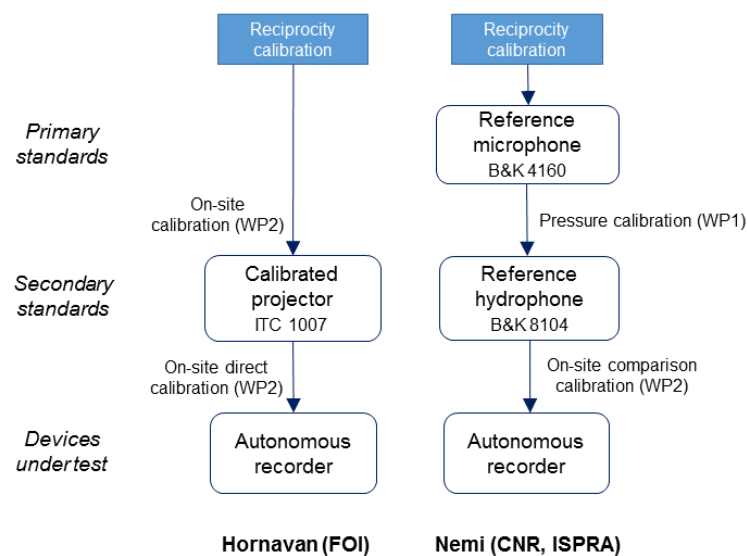 Reciprocity
calibration
Reciprocity
calibration
Primary
standards
Reference
microphone
B&K 4160
On-site
calibration (WP2)
Pressure calibration (WP1)
Secondary
standards
Calibrated
projector
ITC 1007
Reference
hydrophone
B&K 8104
On-site direct
calibration (WP2)
On-site comparison
calibration (WP2)
Devices
under test
Autonomous
recorder
Autonomous
recorder
Hornavan (FOI)
Nemi (CNR, ISPRA)